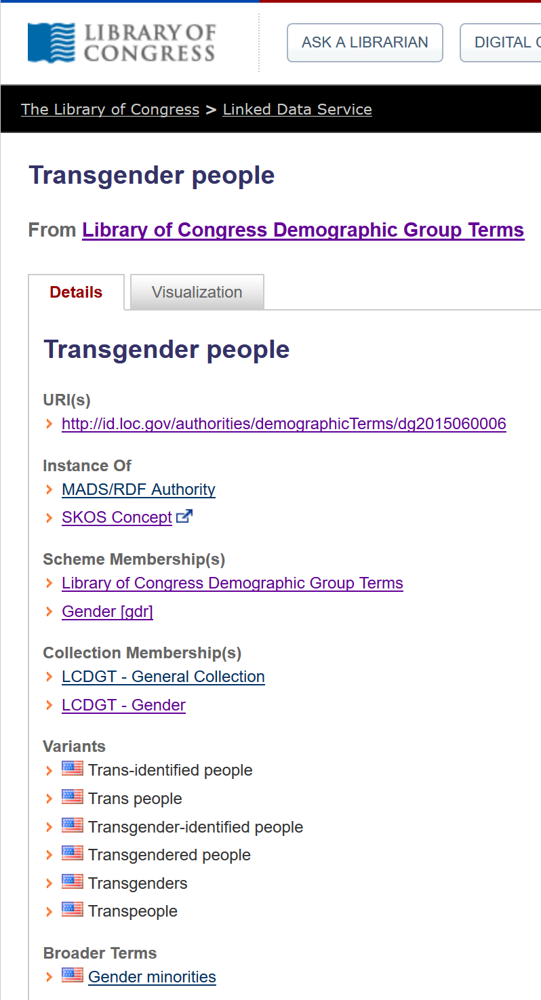 LIBRARY OF
CONGRESS
ASK A LIBRARIAN
DIGITAL
The Library of Congress > Linked Data Service
Transgender people
From Library of Congress Demographic Group Terms
Details
Visualization
Transgender people
URI(s)
http://id.loc.gov/authorities/demographicTerms/dg2015060006
Instance Of
MADS/RDF Authority
SKOS Concept
Scheme Membership(s)
Library of Congress Demographic Group Terms
Gender [gdr]
Collection Membership(s)
LCDGT - General Collection
LCDGT - Gender
Variants
Trans-identified people
Trans people
Transgender-identified people
Transgendered people
Transgenders
Transpeople
Broader Terms
Gender minorities